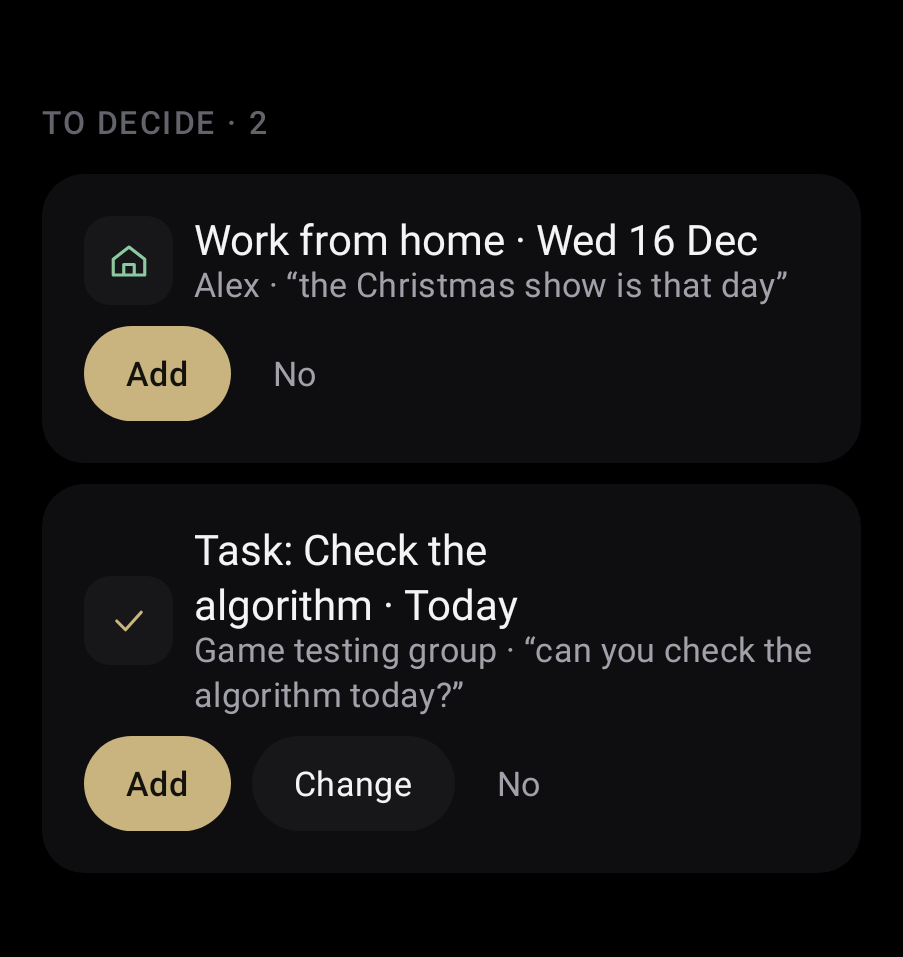 TO DECIDE · 2
Work from home · Wed 16 Dec
Alex · “the Christmas show is that day”
Add
No
Task: Check the
algorithm · Today
Game testing group · “can you check the
algorithm today?”
Add
Change
No